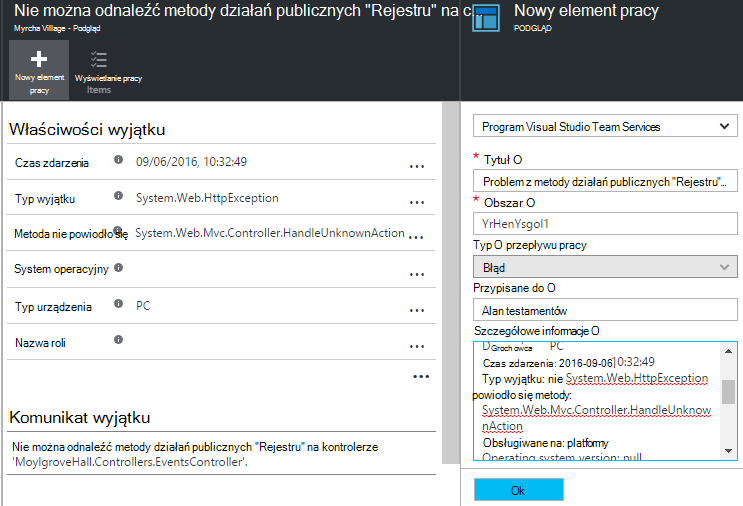 Nie można odnaleźć metody działań publicznych "Rejestru" na c...
Myrcha Village - Podgląd
Nowy element
pracy
Wyświetlanie pracy
Items
Właściwości wyjątku
Czas zdarzenia 09/06/2016, 10:32:49 ...
Typ wyjątku System.Web.HttpException ...
Metoda nie powiodło się System.Web.Mvc.Controller.HandleUnknownAction ...
System operacyjny ...
Typ urządzenia PC ...
Nazwa roli ...
...
Komunikat wyjątku
Nie można odnaleźć metody działań publicznych "Rejestru" na kontrolerze
'MoylgroveHall.Controllers.EventsController'.
Nowy element pracy
PODGLĄD
Program Visual Studio Team Services
* Tytuł O
Problem z metody działań publicznych "Rejestru"...
* Obszar O
YrHenYsgol1
Typ O przepływu pracy
Błąd
Przypisane do O
Alan testamentów
Szczegółowe informacje O
D Grochowca PC
Czas zdarzenia: 2016-09-06 10:32:49
Typ wyjątku: nie System.Web.HttpException
powiodło się metody:
System.Web.Mvc.Controller.HandleUnknow
nAction
Obsługiwane na: platformy
Operating system version: null
Ok